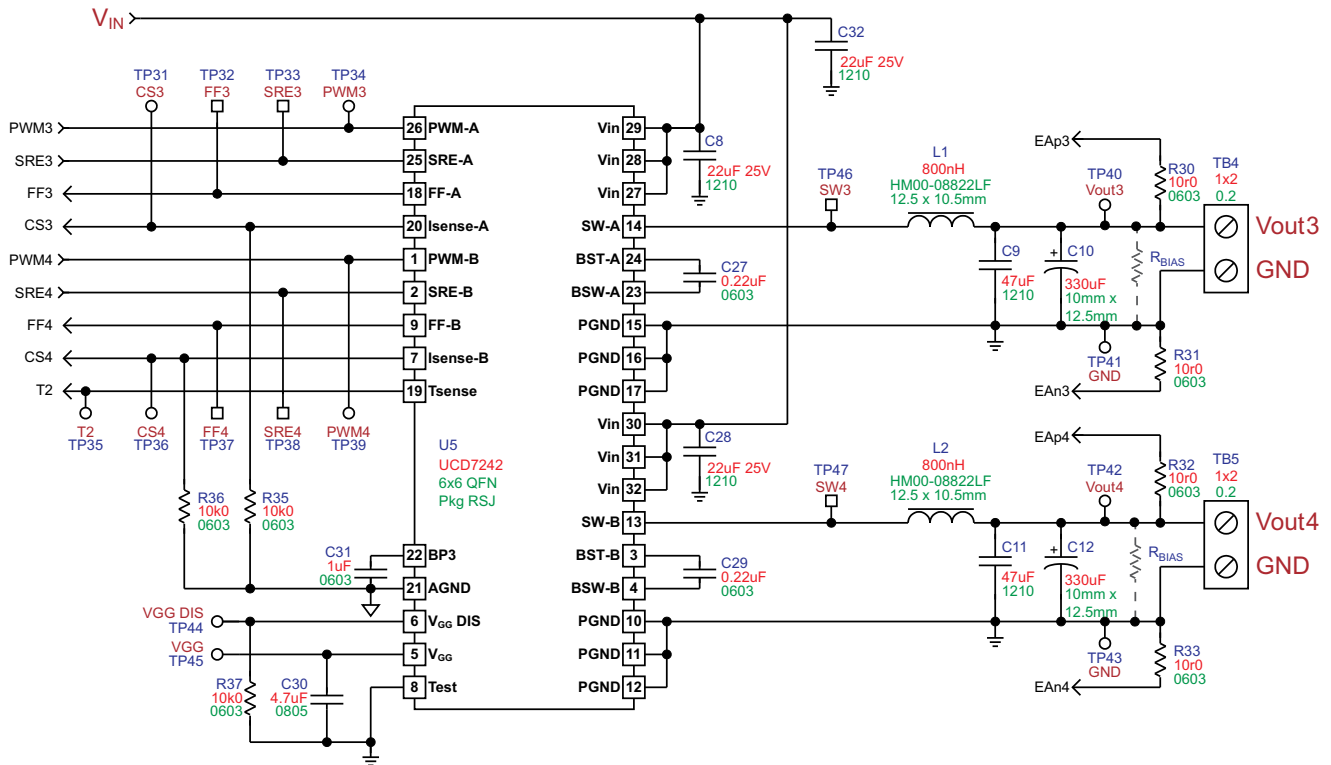 VIN
C32
22uF 25V
1210
TP31
CS3
TP32
FF3
TP33
SRE3
TP34
PWM3
PWM3
SRE3
FF3
CS3
PWM4
SRE4
FF4
CS4
T2
T2
TP35
CS4
TP36
FF4
TP37
SRE4
TP38
PWM4
TP39
26 PWM-A
25 SRE-A
18 FF-A
20 Isense-A
1 PWM-B
2 SRE-B
9 FF-B
7 Isense-B
19 Tsense
U5
UCD7242
6x6 QFN
Pkg RSJ
22 BP3
21 AGND
6 VGG DIS
5 VGG
8 Test
Vin 29
Vin 28
Vin 27
SW-A 14
BST-A 24
BSW-A 23
PGND 15
PGND 16
PGND 17
Vin 30
Vin 31
Vin 32
SW-B 13
BST-B 3
BSW-B 4
PGND 10
PGND 11
PGND 12
R36
10k0
0603
R35
10k0
0603
C31
1uF
0603
VGG DIS
TP44
VGG
TP45
R37
10k0
0603
C30
4.7uF
0805
C8
22uF 25V
1210
C27
0.22uF
0603
C28
22uF 25V
1210
C29
0.22uF
0603
TP46
SW3
L1
800nH
HM00-08822LF
12.5 x 10.5mm
C9
47uF
1210
+
C10
330uF
10mm x
12.5mm
TP40
Vout3
RBIAS
TP41
GND
EAp3
R30
10r0
0603
EAn3
R31
10r0
0603
TB4
1x2
0.2
Vout3
GND
TP47
SW4
L2
800nH
HM00-08822LF
12.5 x 10.5mm
C11
47uF
1210
+
C12
330uF
10mm x
12.5mm
TP42
Vout4
RBIAS
TP43
GND
EAp4
R32
10r0
0603
EAn4
R33
10r0
0603
TB5
1x2
0.2
Vout4
GND